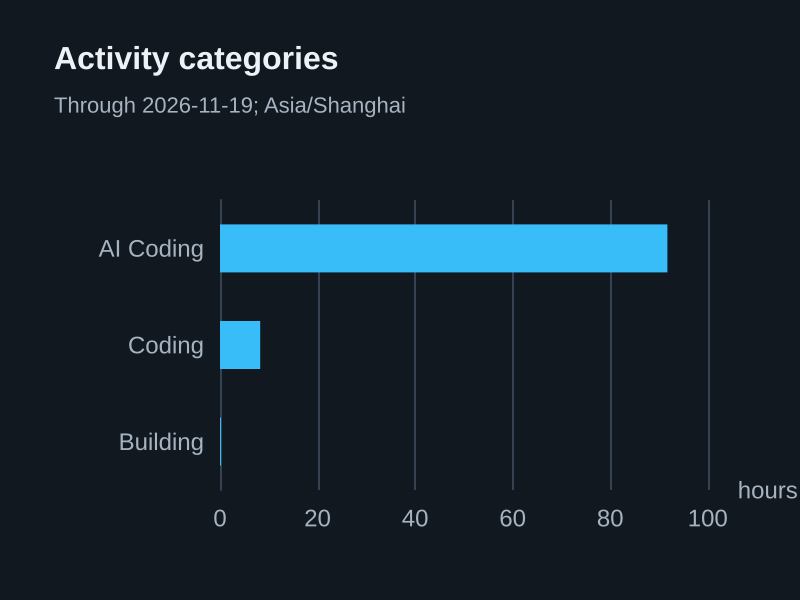 Activity categories
Through 2026-11-19; Asia/Shanghai
AI Coding
Coding
Building
hours
0 20 40 60 80 100